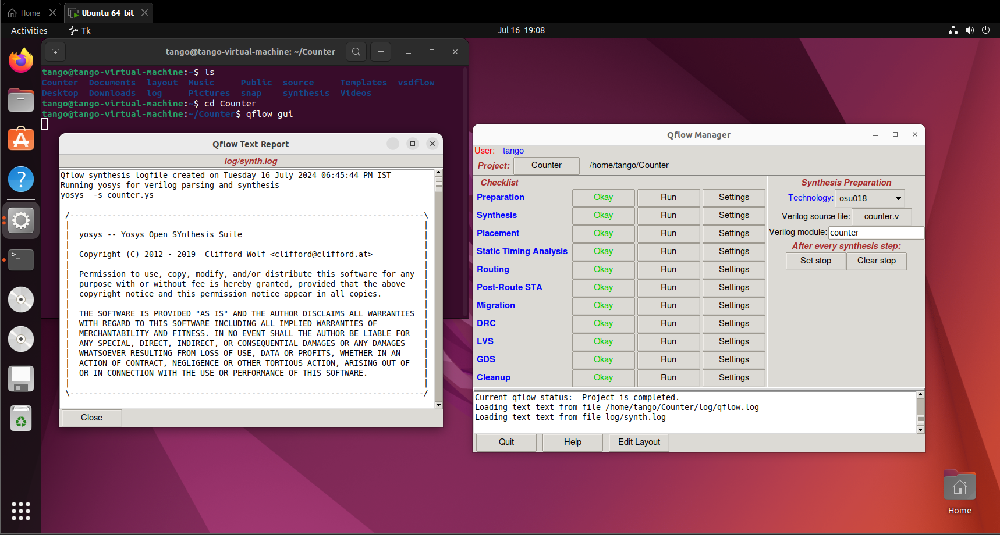 Home
Ubuntu 64-bit
Activities
Tk
Jul 16 19:08
tango@tango-virtual-machine: ~/Counter
tango@tango-virtual-machine:~$ ls
Counter Documents layout Music Public source Templates vsdflow
Desktop Downloads log Pictures snap synthesis Videos
tango@tango-virtual-machine:~$ cd Counter
tango@tango-virtual-machine:~/Counter$ qflow gui
Qflow Text Report
log/synth.log
Qflow synthesis logfile created on Tuesday 16 July 2024 06:45:44 PM IST
Running yosys for verilog parsing and synthesis
yosys  -s counter.ys
/----------------------------------------------------------------------------\
|                                                                            |
|  yosys -- Yosys Open SYnthesis Suite                                       |
|                                                                            |
|  Copyright (C) 2012 - 2019  Clifford Wolf <clifford@clifford.at>           |
|                                                                            |
|  Permission to use, copy, modify, and/or distribute this software for any  |
|  purpose with or without fee is hereby granted, provided that the above    |
|  copyright notice and this permission notice appear in all copies.         |
|                                                                            |
|  THE SOFTWARE IS PROVIDED "AS IS" AND THE AUTHOR DISCLAIMS ALL WARRANTIES  |
|  WITH REGARD TO THIS SOFTWARE INCLUDING ALL IMPLIED WARRANTIES OF          |
|  MERCHANTABILITY AND FITNESS. IN NO EVENT SHALL THE AUTHOR BE LIABLE FOR   |
|  ANY SPECIAL, DIRECT, INDIRECT, OR CONSEQUENTIAL DAMAGES OR ANY DAMAGES    |
|  WHATSOEVER RESULTING FROM LOSS OF USE, DATA OR PROFITS, WHETHER IN AN     |
|  ACTION OF CONTRACT, NEGLIGENCE OR OTHER TORTIOUS ACTION, ARISING OUT OF   |
|  OR IN CONNECTION WITH THE USE OR PERFORMANCE OF THIS SOFTWARE.            |
|                                                                            |
\----------------------------------------------------------------------------/
Close
Qflow Manager
User: tango
Project: Counter /home/tango/Counter
Checklist
Preparation Okay Run Settings
Synthesis Okay Run Settings
Placement Okay Run Settings
Static Timing Analysis Okay Run Settings
Routing Okay Run Settings
Post-Route STA Okay Run Settings
Migration Okay Run Settings
DRC Okay Run Settings
LVS Okay Run Settings
GDS Okay Run Settings
Cleanup Okay Run Settings
Synthesis Preparation
Technology: osu018
Verilog source file: counter.v
Verilog module: counter
After every synthesis step:
Set stop Clear stop
Current qflow status:  Project is completed.
Loading text text from file /home/tango/Counter/log/qflow.log
Loading text text from file log/synth.log
Quit Help Edit Layout
Home